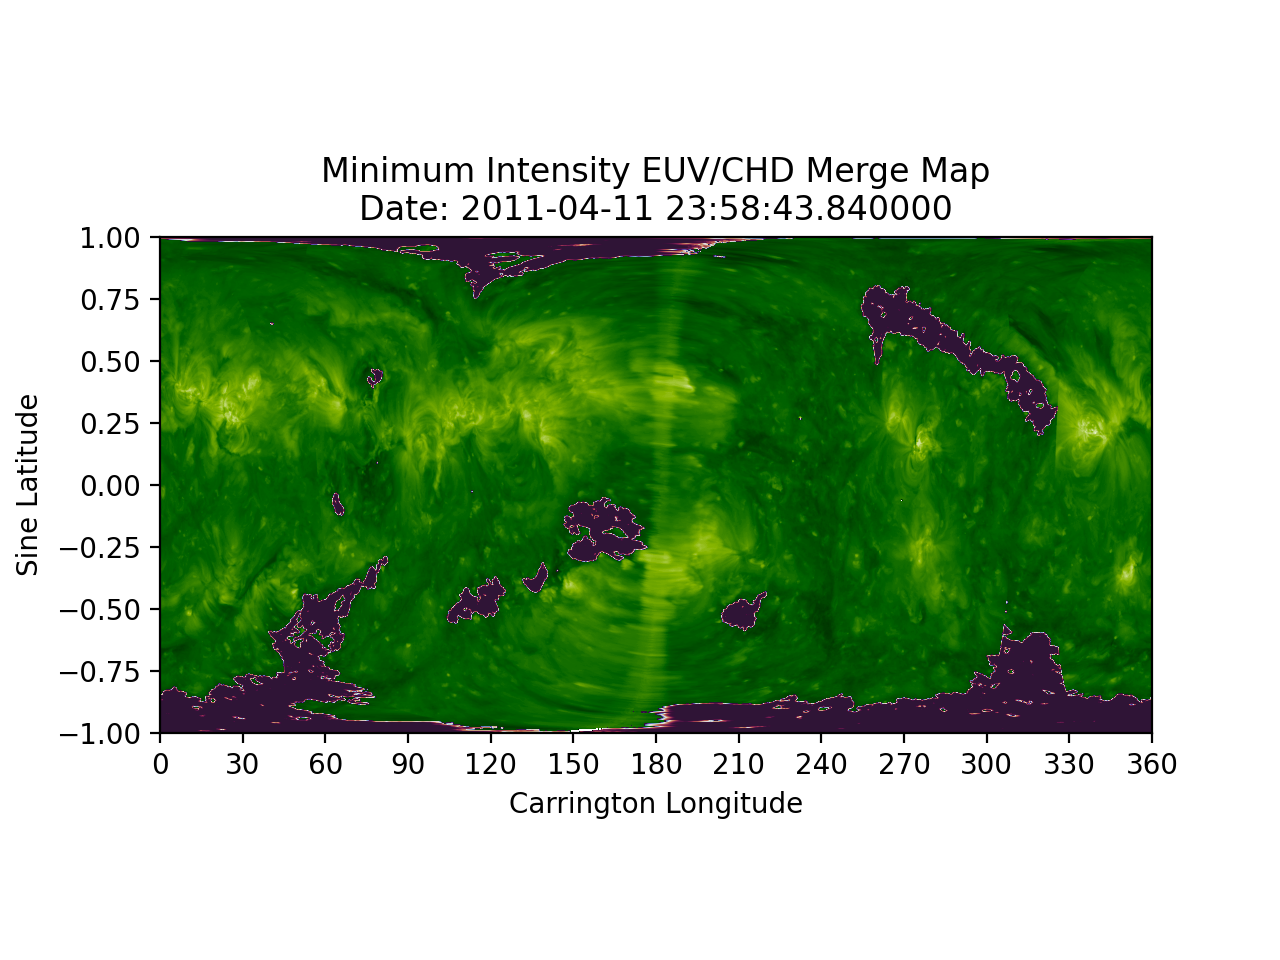 Minimum Intensity EUV/CHD Merge Map
Date: 2011-04-11 23:58:43.840000
1.00
0.75
0.50
0.25
0.00
−0.25
−0.50
−0.75
−1.00
Sine Latitude
0 30 60 90 120 150 180 210 240 270 300 330 360
Carrington Longitude